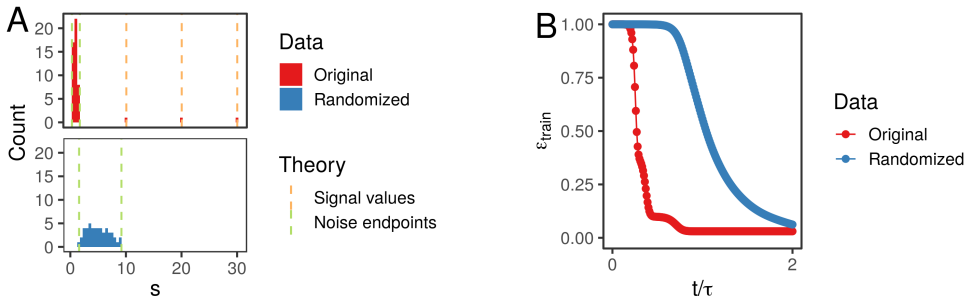 A
20
15
10
5
0
20
15
10
5
0
Count
0
10
20
30
s
Data
Original
Randomized
Theory
Signal values
Noise endpoints
B
1.00
0.75
0.50
0.25
0.00
εtrain
0
2
t/τ
Data
Original
Randomized